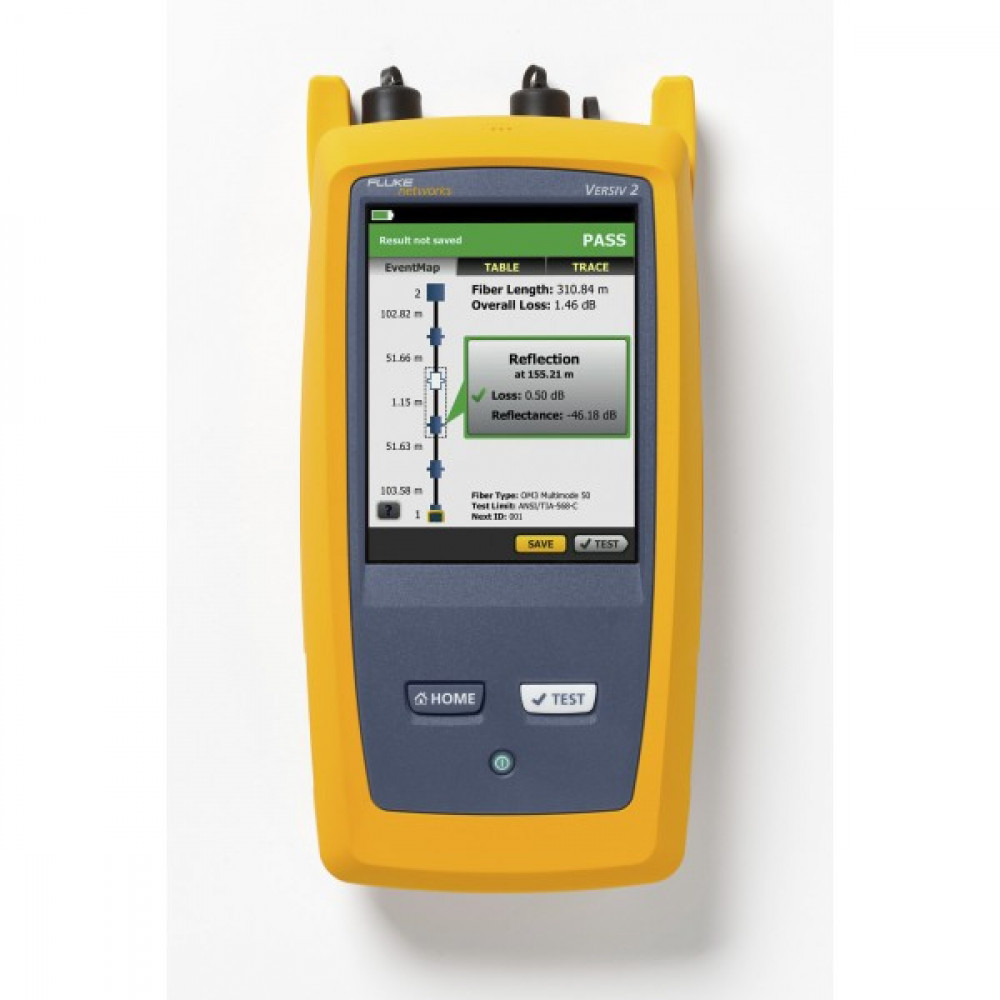 FLUKE
networks
VERSIV 2
Result not saved PASS
EventMap TABLE TRACE
2
102.82 m
51.66 m
1.15 m
51.63 m
103.58 m
1
Fiber Length: 310.84 m
Overall Loss: 1.46 dB
Reflection
at 155.21 m
Loss: 0.50 dB
Reflectance: -46.18 dB
Fiber Type: OM3 Multimode 50
Test Limit: ANSI/TIA-568-C
Next ID: 001
?
SAVE TEST
HOME TEST